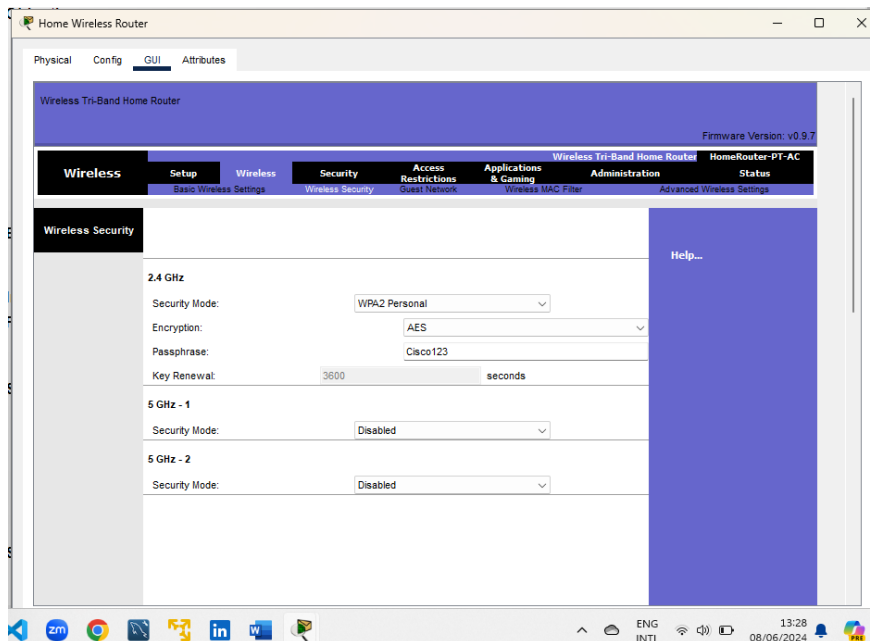 Home Wireless Router
Physical Config GUI Attributes
Wireless Tri-Band Home Router
Firmware Version: v0.9.7
Wireless Tri-Band Home Router HomeRouter-PT-AC
Wireless Setup Wireless Security Access Restrictions Applications & Gaming Administration Status
Basic Wireless Settings Wireless Security Guest Network Wireless MAC Filter Advanced Wireless Settings
Wireless Security
Help...
2.4 GHz
Security Mode: WPA2 Personal
Encryption: AES
Passphrase: Cisco123
Key Renewal: 3600 seconds
5 GHz - 1
Security Mode: Disabled
5 GHz - 2
Security Mode: Disabled
zm in W ENG 13:28
INTL 08/06/2024 PRE